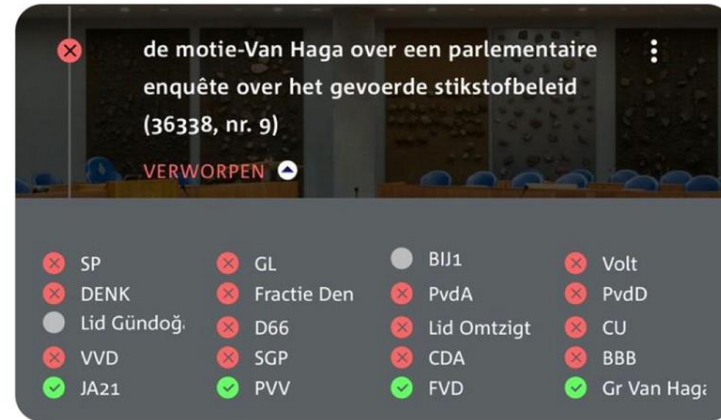 de motie-Van Haga over een parlementaire
enquête over het gevoerde stikstofbeleid
(36338, nr. 9)
VERWORPEN
SP GL BIJ1 Volt
DENK Fractie Den PvdA PvdD
Lid Gündoğa D66 Lid Omtzigt CU
VVD SGP CDA BBB
JA21 PVV FVD Gr Van Haga